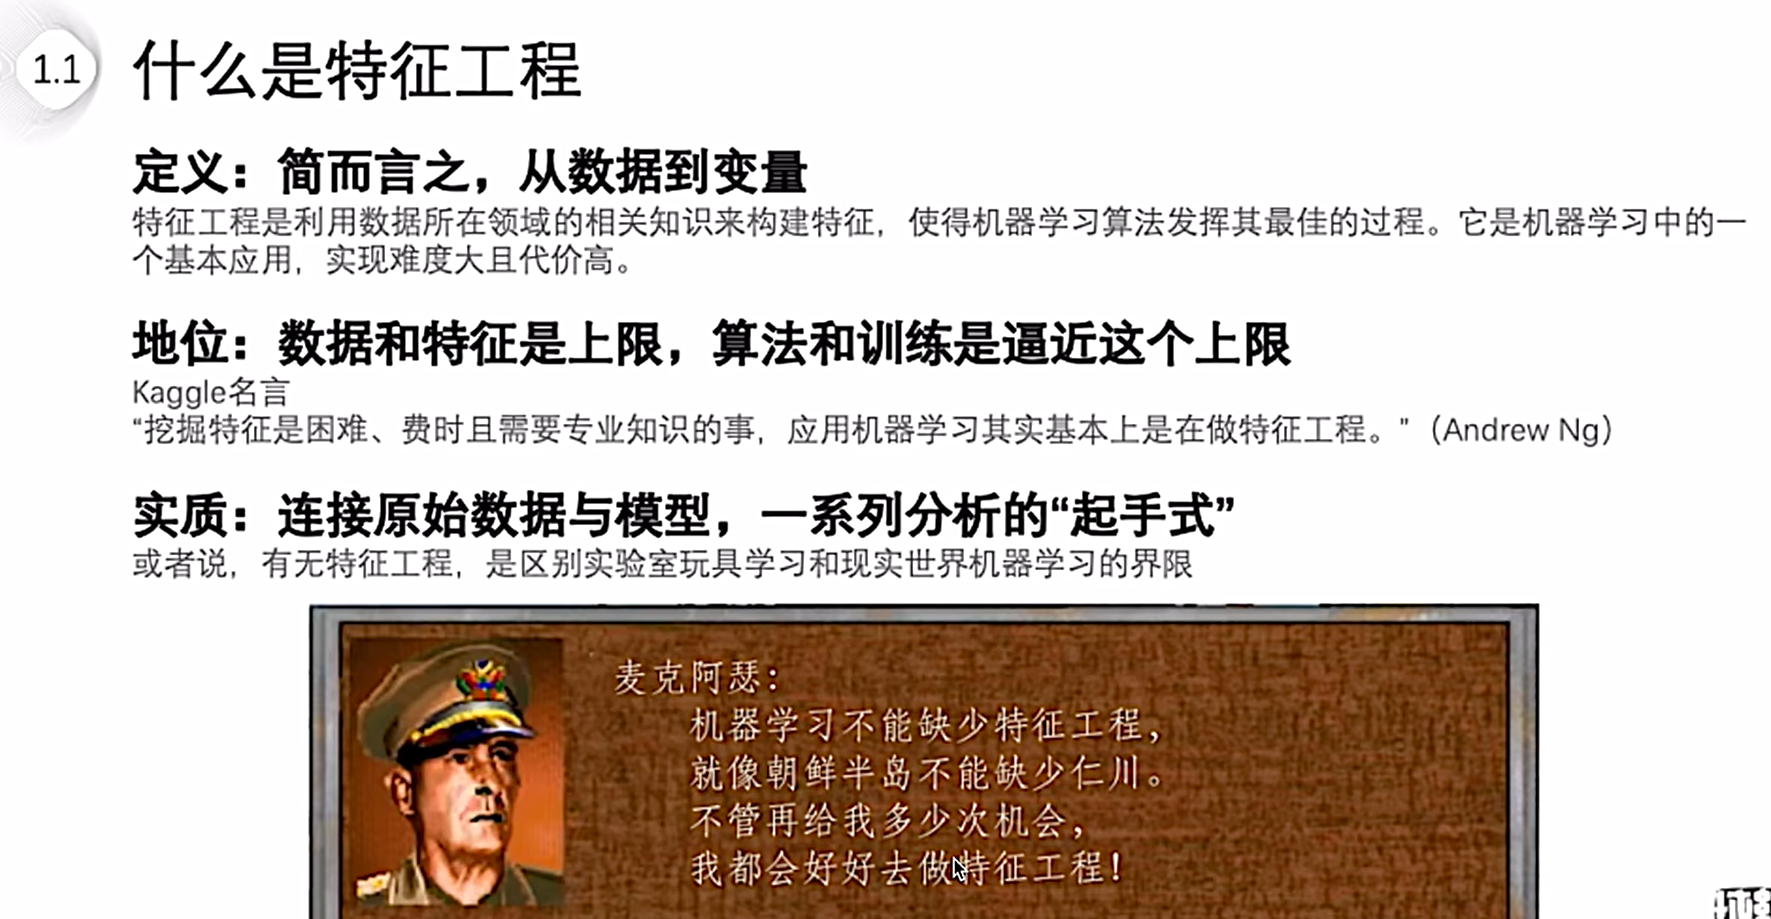 1.1
什么是特征工程
定义：简而言之，从数据到变量
特征工程是利用数据所在领域的相关知识来构建特征，使得机器学习算法发挥其最佳的过程。它是机器学习中的一
个基本应用，实现难度大且代价高。
地位：数据和特征是上限，算法和训练是逼近这个上限
Kaggle名言
“挖掘特征是困难、费时且需要专业知识的事，应用机器学习其实基本上是在做特征工程。”（Andrew Ng）
实质：连接原始数据与模型，一系列分析的“起手式”
或者说，有无特征工程，是区别实验室玩具学习和现实世界机器学习的界限
麦克阿瑟：
机器学习不能缺少特征工程，
就像朝鲜半岛不能缺少仁川。
不管再给我多少次机会，
我都会好好去做特征工程！